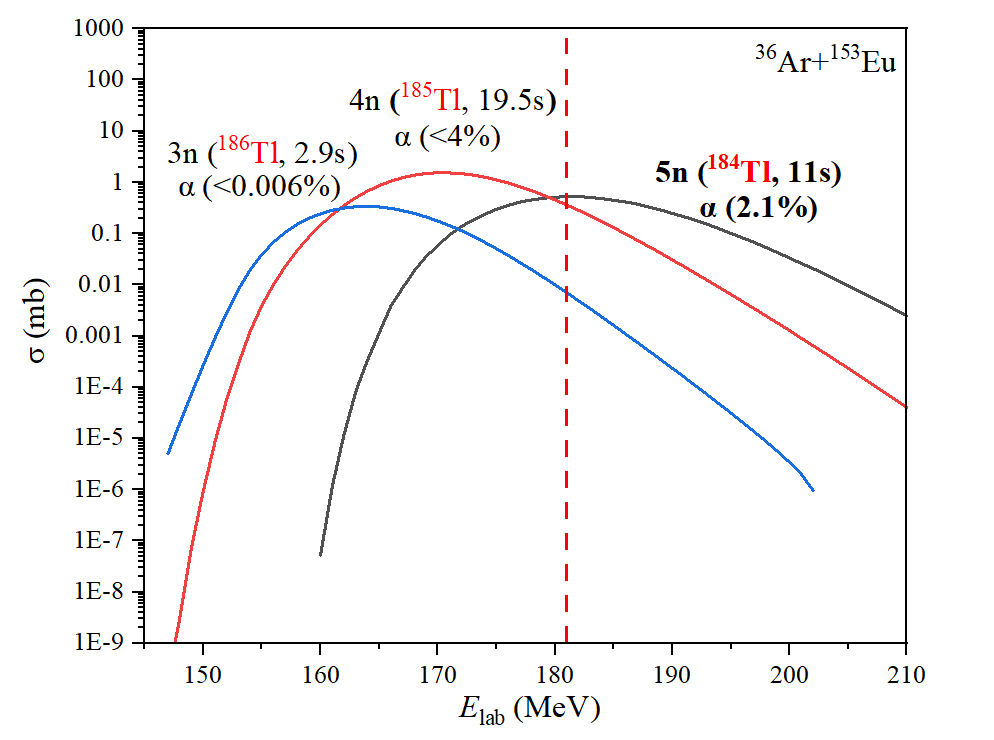 ³⁶Ar+¹⁵³Eu
4n (¹⁸⁵Tl, 19.5s)
α (<4%)
3n (¹⁸⁶Tl, 2.9s)
α (<0.006%)
5n (¹⁸⁴Tl, 11s)
α (2.1%)
σ (mb)
1000
100
10
1
0.1
0.01
0.001
1E-4
1E-5
1E-6
1E-7
1E-8
1E-9
150 160 170 180 190 200 210
E_lab (MeV)